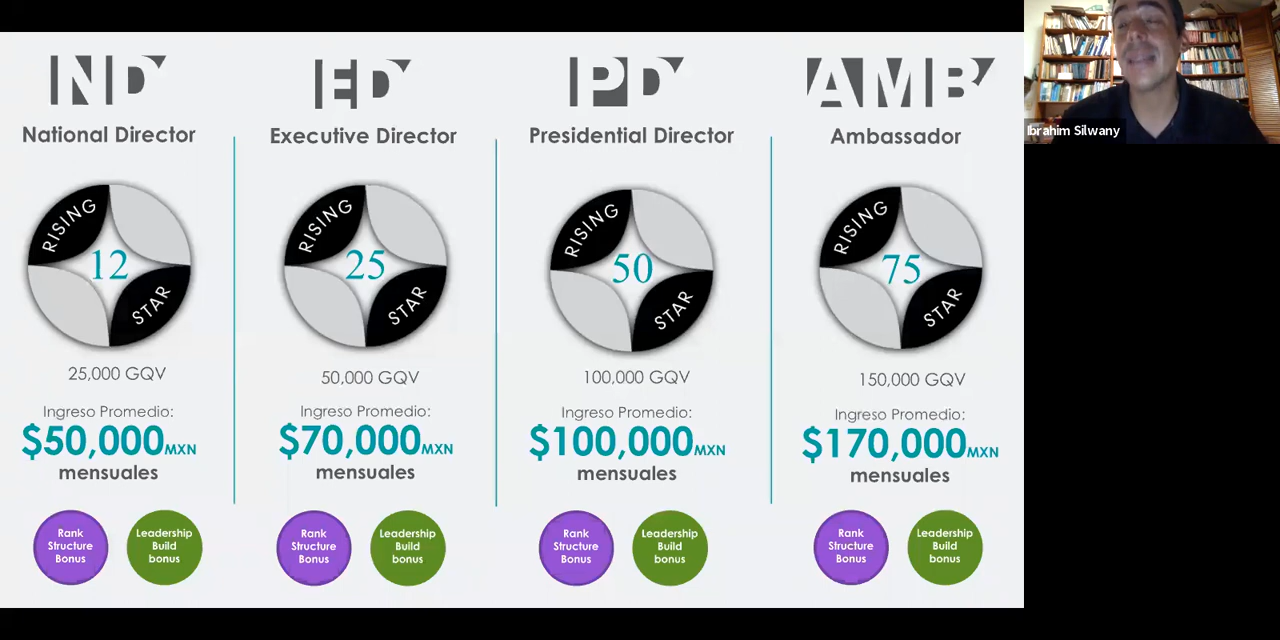 ND
National Director
RISING
12
STAR
25,000 GQV
Ingreso Promedio:
$50,000MXN
mensuales
Rank
Structure
Bonus
Leadership
Build
bonus
ED
Executive Director
RISING
25
STAR
50,000 GQV
Ingreso Promedio:
$70,000MXN
mensuales
Rank
Structure
Bonus
Leadership
Build
bonus
PD
Presidential Director
RISING
50
STAR
100,000 GQV
Ingreso Promedio:
$100,000MXN
mensuales
Rank
Structure
Bonus
Leadership
Build
bonus
AMB
Ambassador
RISING
75
STAR
150,000 GQV
Ingreso Promedio:
$170,000MXN
mensuales
Rank
Structure
Bonus
Leadership
Build
bonus
Ibrahim Silwany